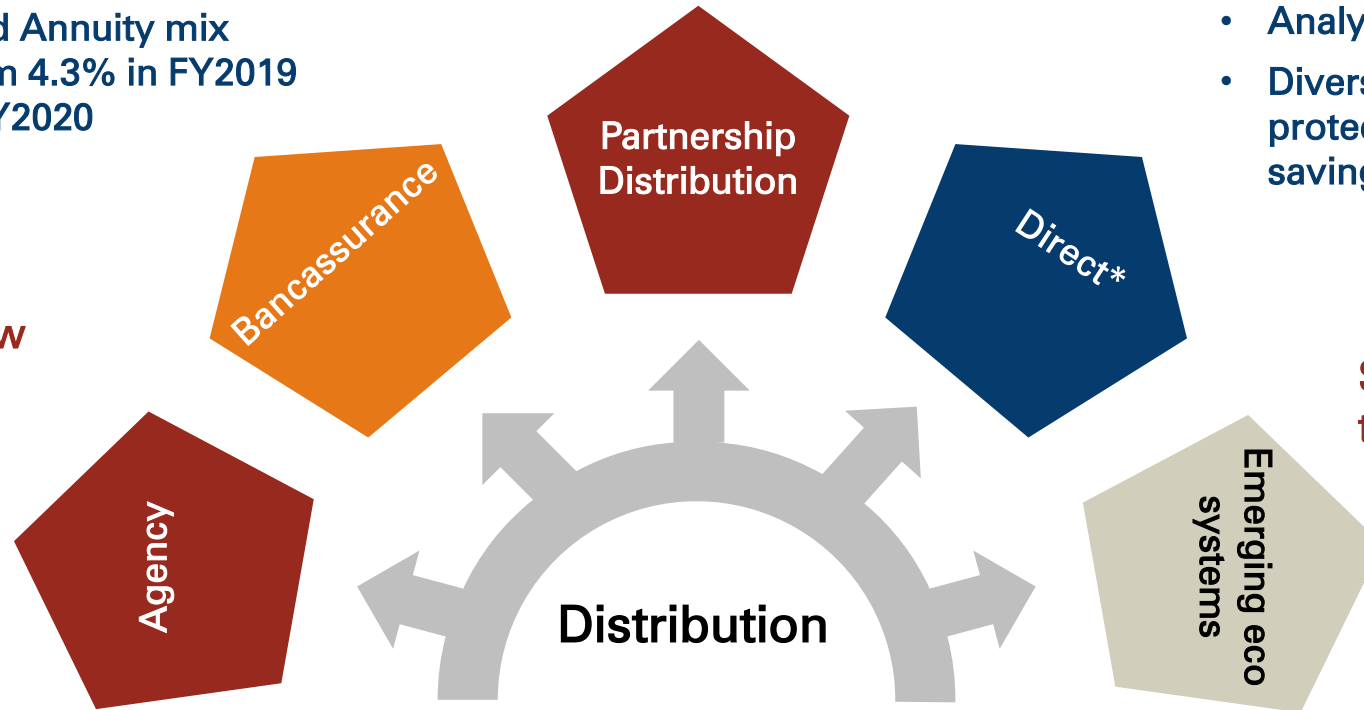 d Annuity mix
m 4.3% in FY2019
Y2020
Analy
Divers
protec
saving
Partnership
Distribution
Bancassurance
Direct*
w
Agency
Emerging eco
systems
Distribution